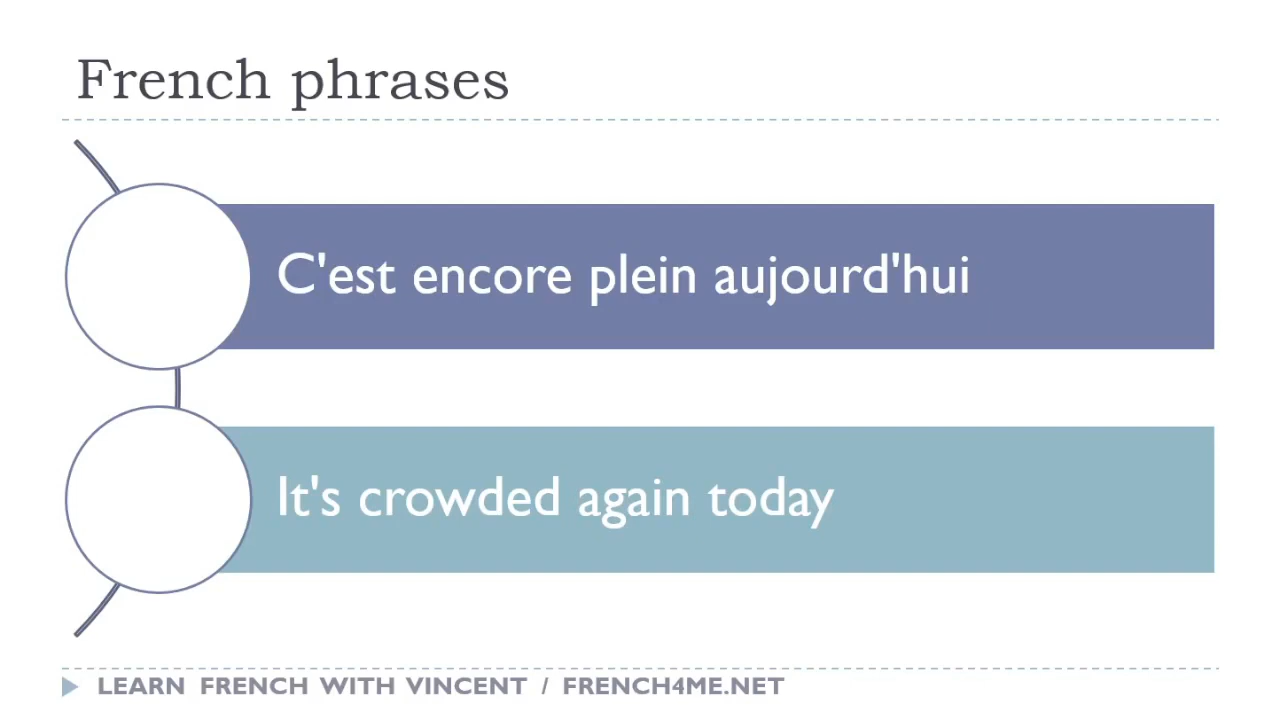 French phrases
C'est encore plein aujourd'hui
It's crowded again today
LEARN FRENCH WITH VINCENT / FRENCH4ME.NET